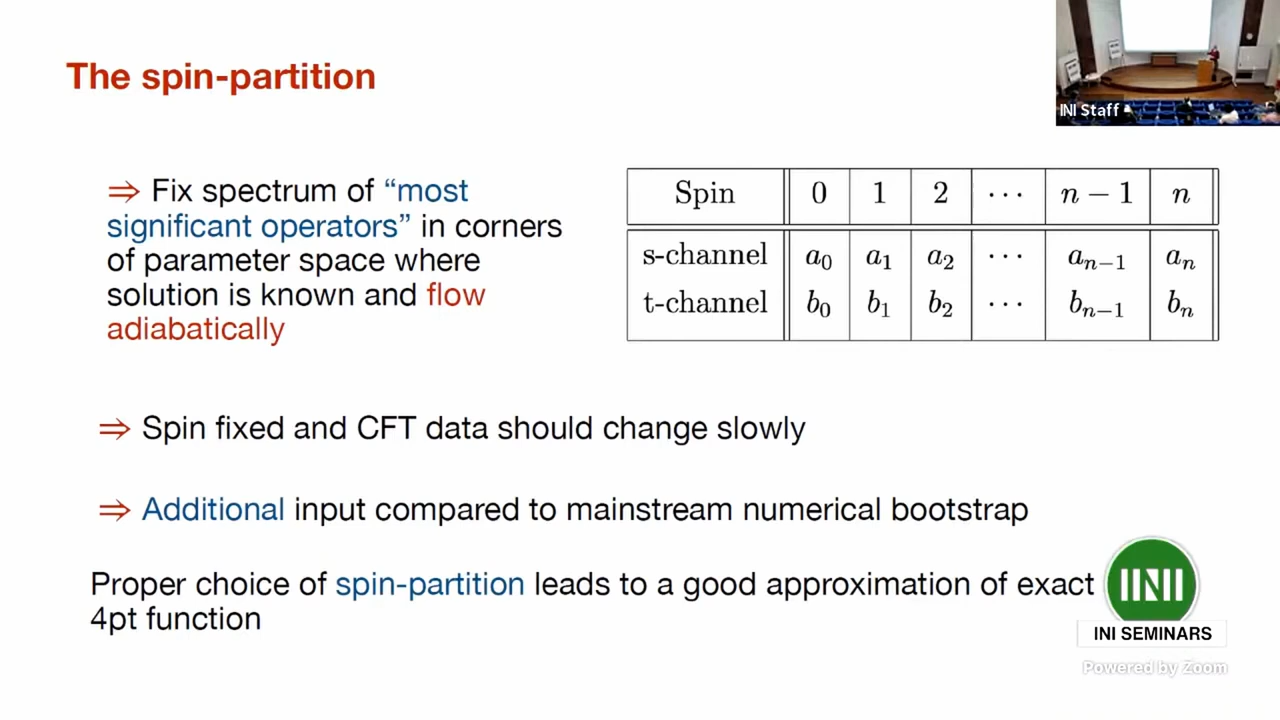 The spin-partition
INI Staff
⇒ Fix spectrum of “most
significant operators” in corners
of parameter space where
solution is known and flow
adiabatically
Spin 0 1 2 ⋯ n − 1 n
s-channel a₀ a₁ a₂ ⋯ aₙ₋₁ aₙ
t-channel b₀ b₁ b₂ ⋯ bₙ₋₁ bₙ
⇒ Spin fixed and CFT data should change slowly
⇒ Additional input compared to mainstream numerical bootstrap
Proper choice of spin-partition leads to a good approximation of exact
4pt function
INI
INI SEMINARS
Powered by Zoom